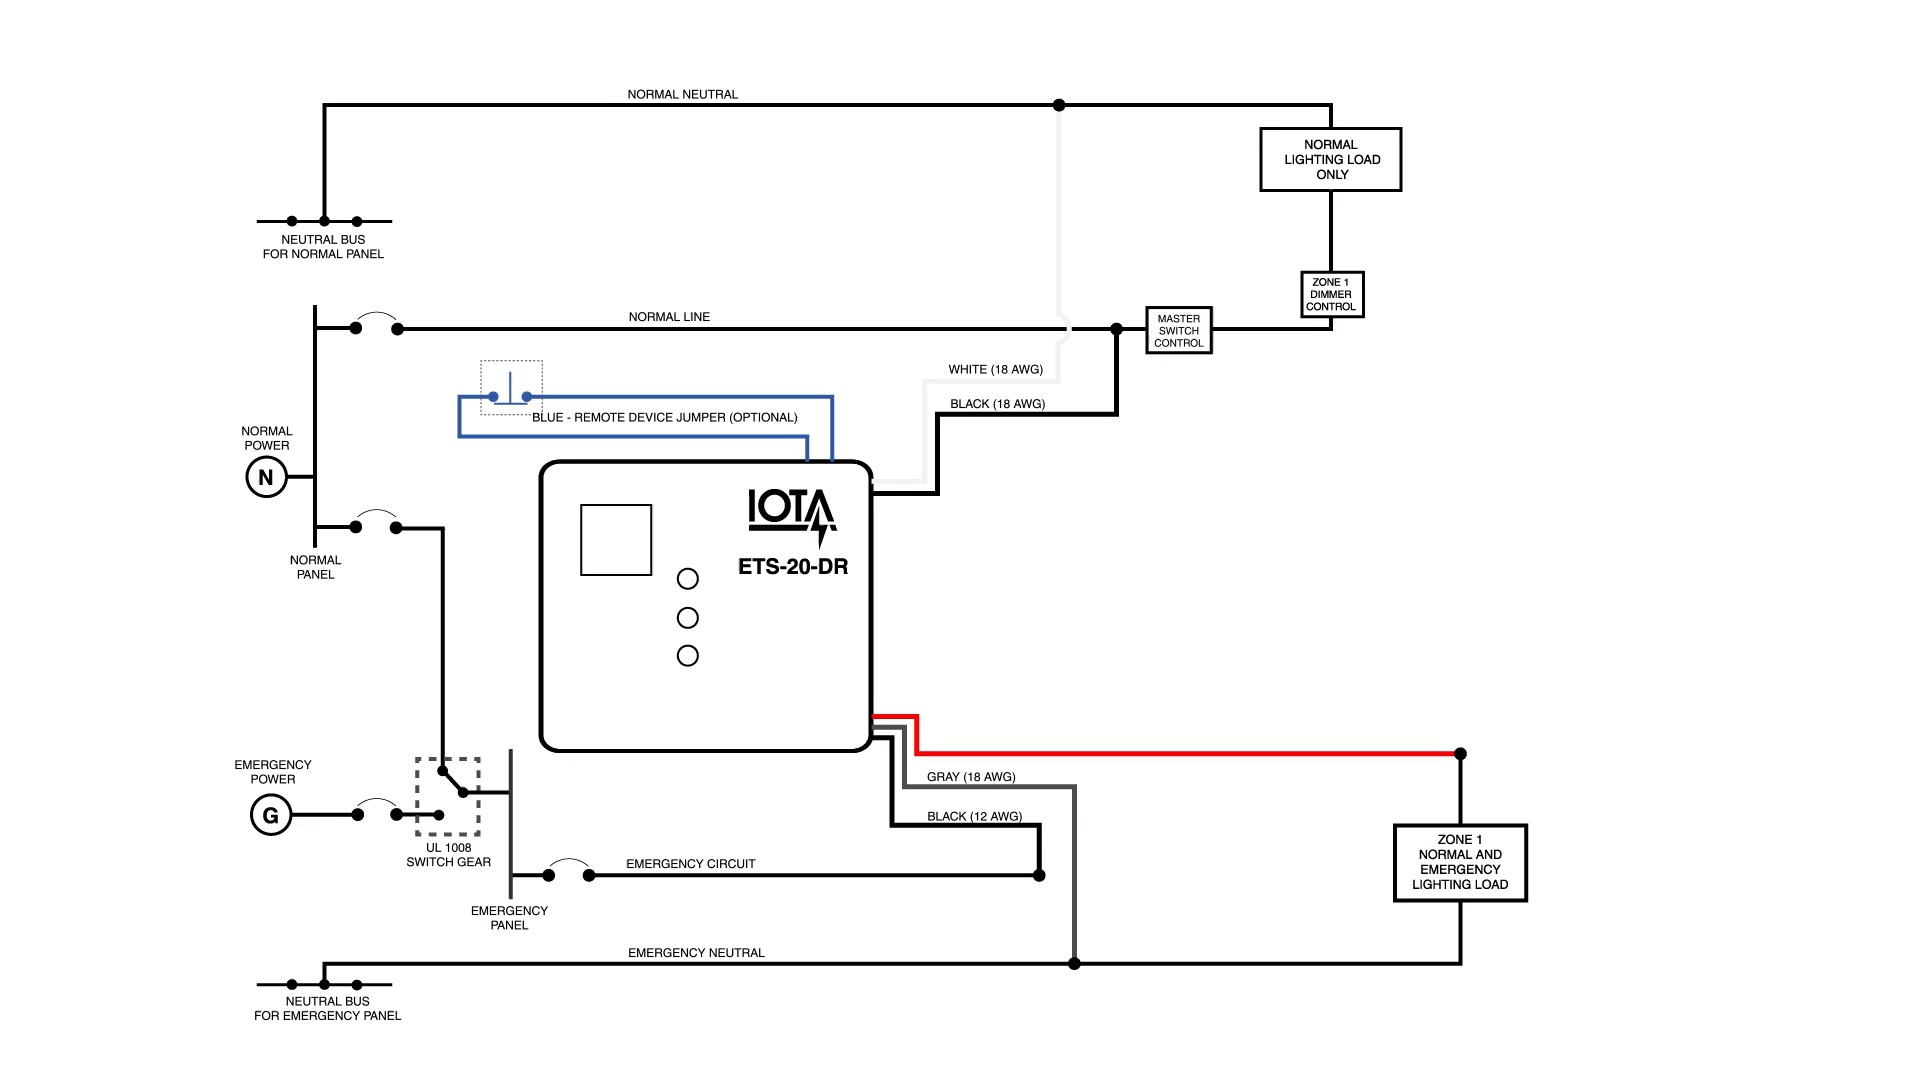 NORMAL NEUTRAL
NORMAL
LIGHTING LOAD
ONLY
NEUTRAL BUS
FOR NORMAL PANEL
ZONE 1
DIMMER
CONTROL
NORMAL LINE
MASTER
SWITCH
CONTROL
WHITE (18 AWG)
BLACK (18 AWG)
BLUE - REMOTE DEVICE JUMPER (OPTIONAL)
NORMAL
POWER
N
IOTA
ETS-20-DR
NORMAL
PANEL
EMERGENCY
POWER
G
GRAY (18 AWG)
BLACK (12 AWG)
UL 1008
SWITCH GEAR
EMERGENCY CIRCUIT
ZONE 1
NORMAL AND
EMERGENCY
LIGHTING LOAD
EMERGENCY
PANEL
EMERGENCY NEUTRAL
NEUTRAL BUS
FOR EMERGENCY PANEL